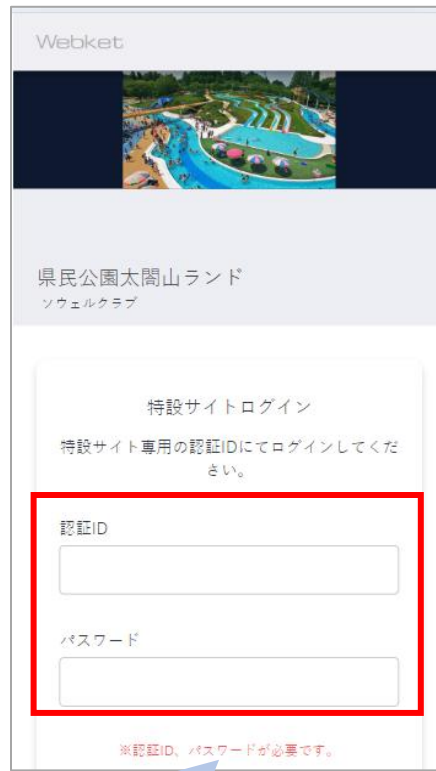 Webket
県民公園太閤山ランド
ソウェルクラブ
特設サイトログイン
特設サイト専用の認証IDにてログインしてくだ
さい。
認証ID
パスワード
※認証ID、パスワードが必要です。